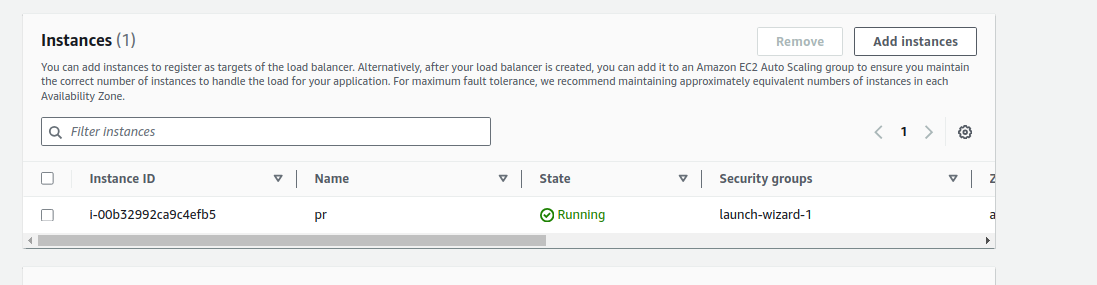 Instances (1)
Remove
Add instances
You can add instances to register as targets of the load balancer. Alternatively, after your load balancer is created, you can add it to an Amazon EC2 Auto Scaling group to ensure you maintain
the correct number of instances to handle the load for your application. For maximum fault tolerance, we recommend maintaining approximately equivalent numbers of instances in each
Availability Zone.
Filter instances
1
Instance ID Name State Security groups Z
i-00b32992ca9c4efb5 pr Running launch-wizard-1 a